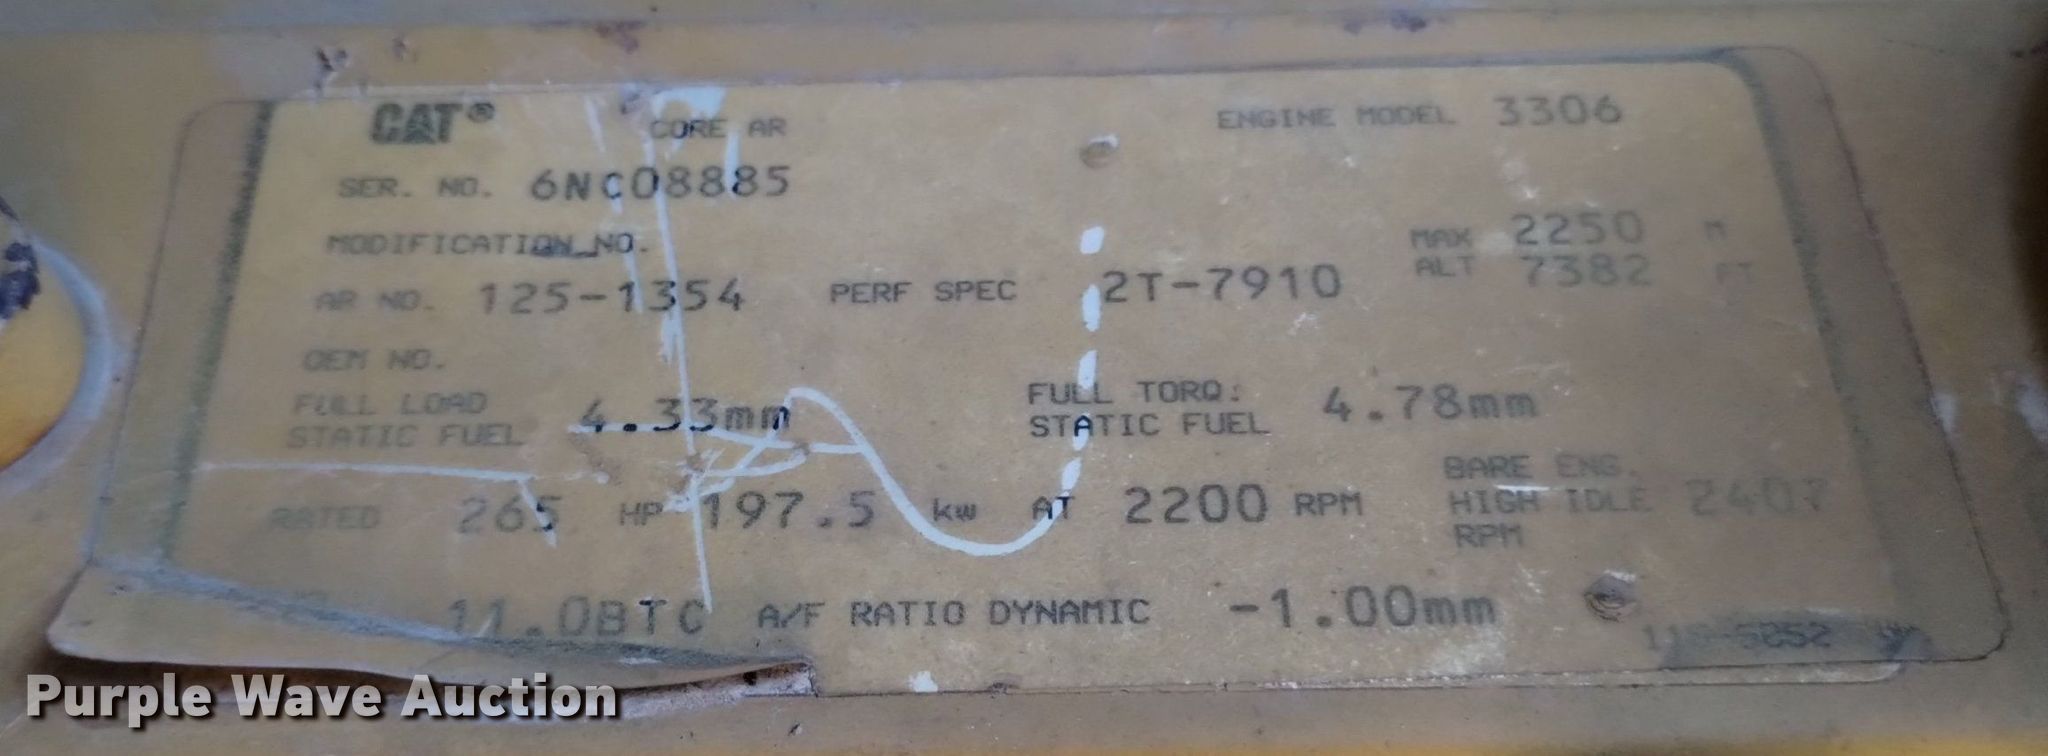 CAT® CORE AR ENGINE MODEL 3306
SER. NO. 6NC08885
MODIFICATION NO. MAX 2250 M
ALT 7382 FT
AR NO. 125-1354 PERF SPEC 2T-7910
OEM NO.
FULL LOAD
STATIC FUEL 4.33mm FULL TORQ:
STATIC FUEL 4.78mm
RATED 265 HP 197.5 kw AT 2200 RPM BARE ENG.
HIGH IDLE 2407
RPM
11.0BTC A/F RATIO DYNAMIC -1.00mm
Purple Wave Auction